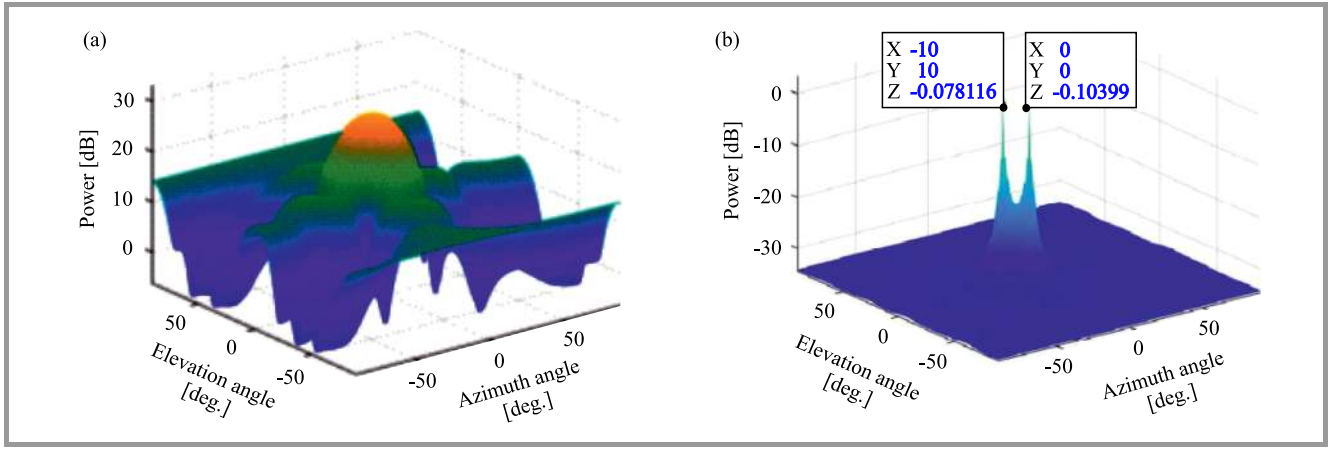 (a)
30
20
10
0
Power [dB]
50
0
-50
Elevation angle
[deg.]
-50
0
50
Azimuth angle
[deg.]
(b)
X -10
Y 10
Z -0.078116
X 0
Y 0
Z -0.10399
0
-10
-20
-30
Power [dB]
50
0
-50
Elevation angle
[deg.]
-50
0
50
Azimuth angle
[deg.]